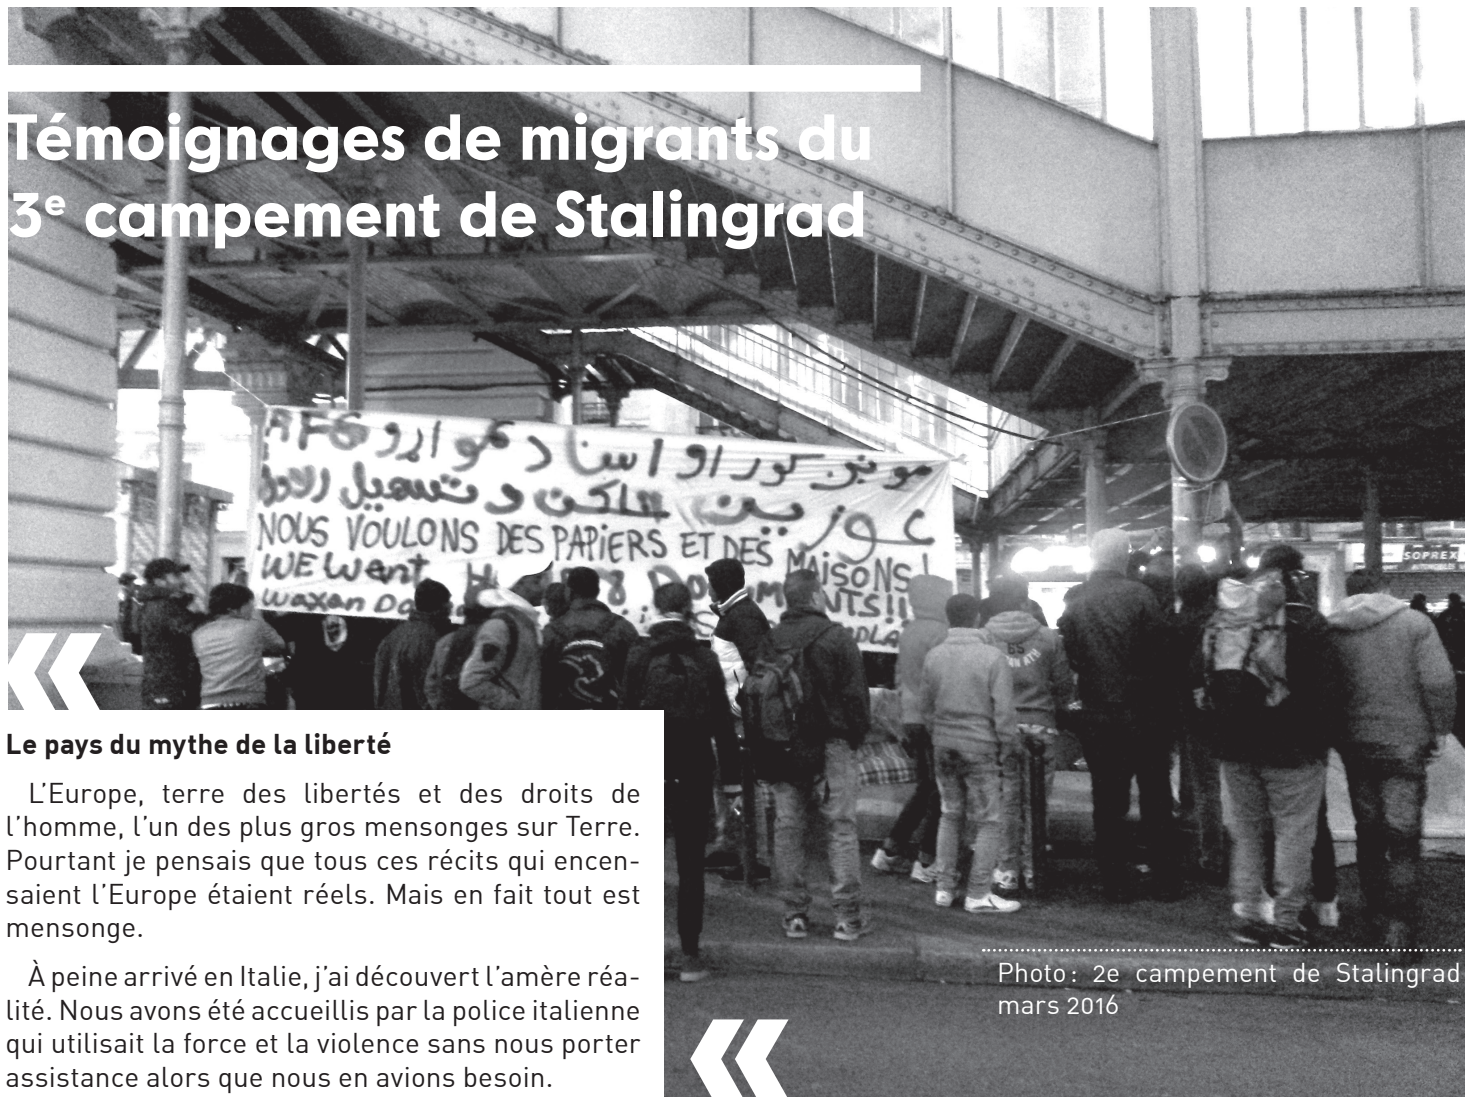 Témoignages de migrants du
3e campement de Stalingrad
NOUS VOULONS DES PAPIERS ET DES MAISONS!
WE Want
SOPREX
«
Le pays du mythe de la liberté
L'Europe, terre des libertés et des droits de
l'homme, l'un des plus gros mensonges sur Terre.
Pourtant je pensais que tous ces récits qui encen-
saient l'Europe étaient réels. Mais en fait tout est
mensonge.
À peine arrivé en Italie, j'ai découvert l'amère réa-
lité. Nous avons été accueillis par la police italienne
qui utilisait la force et la violence sans nous porter
assistance alors que nous en avions besoin.
Photo : 2e campement de Stalingrad
mars 2016
«